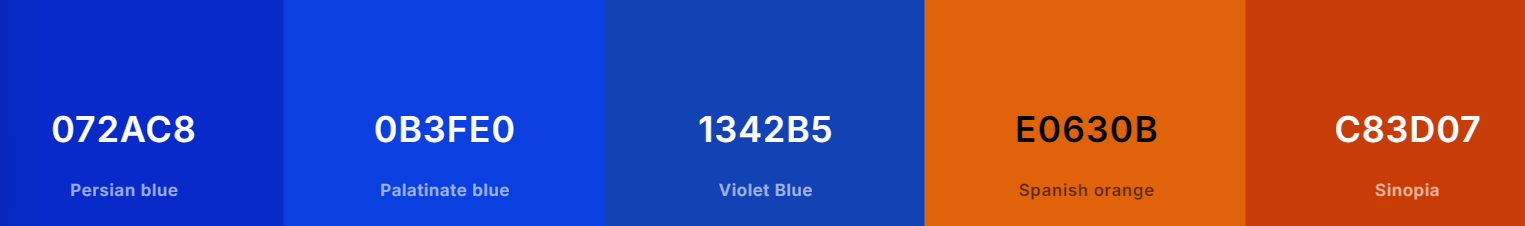 072AC8
0B3FE0
1342B5
E0630B
C83D07
Persian blue
Palatinate blue
Violet Blue
Spanish orange
Sinopia